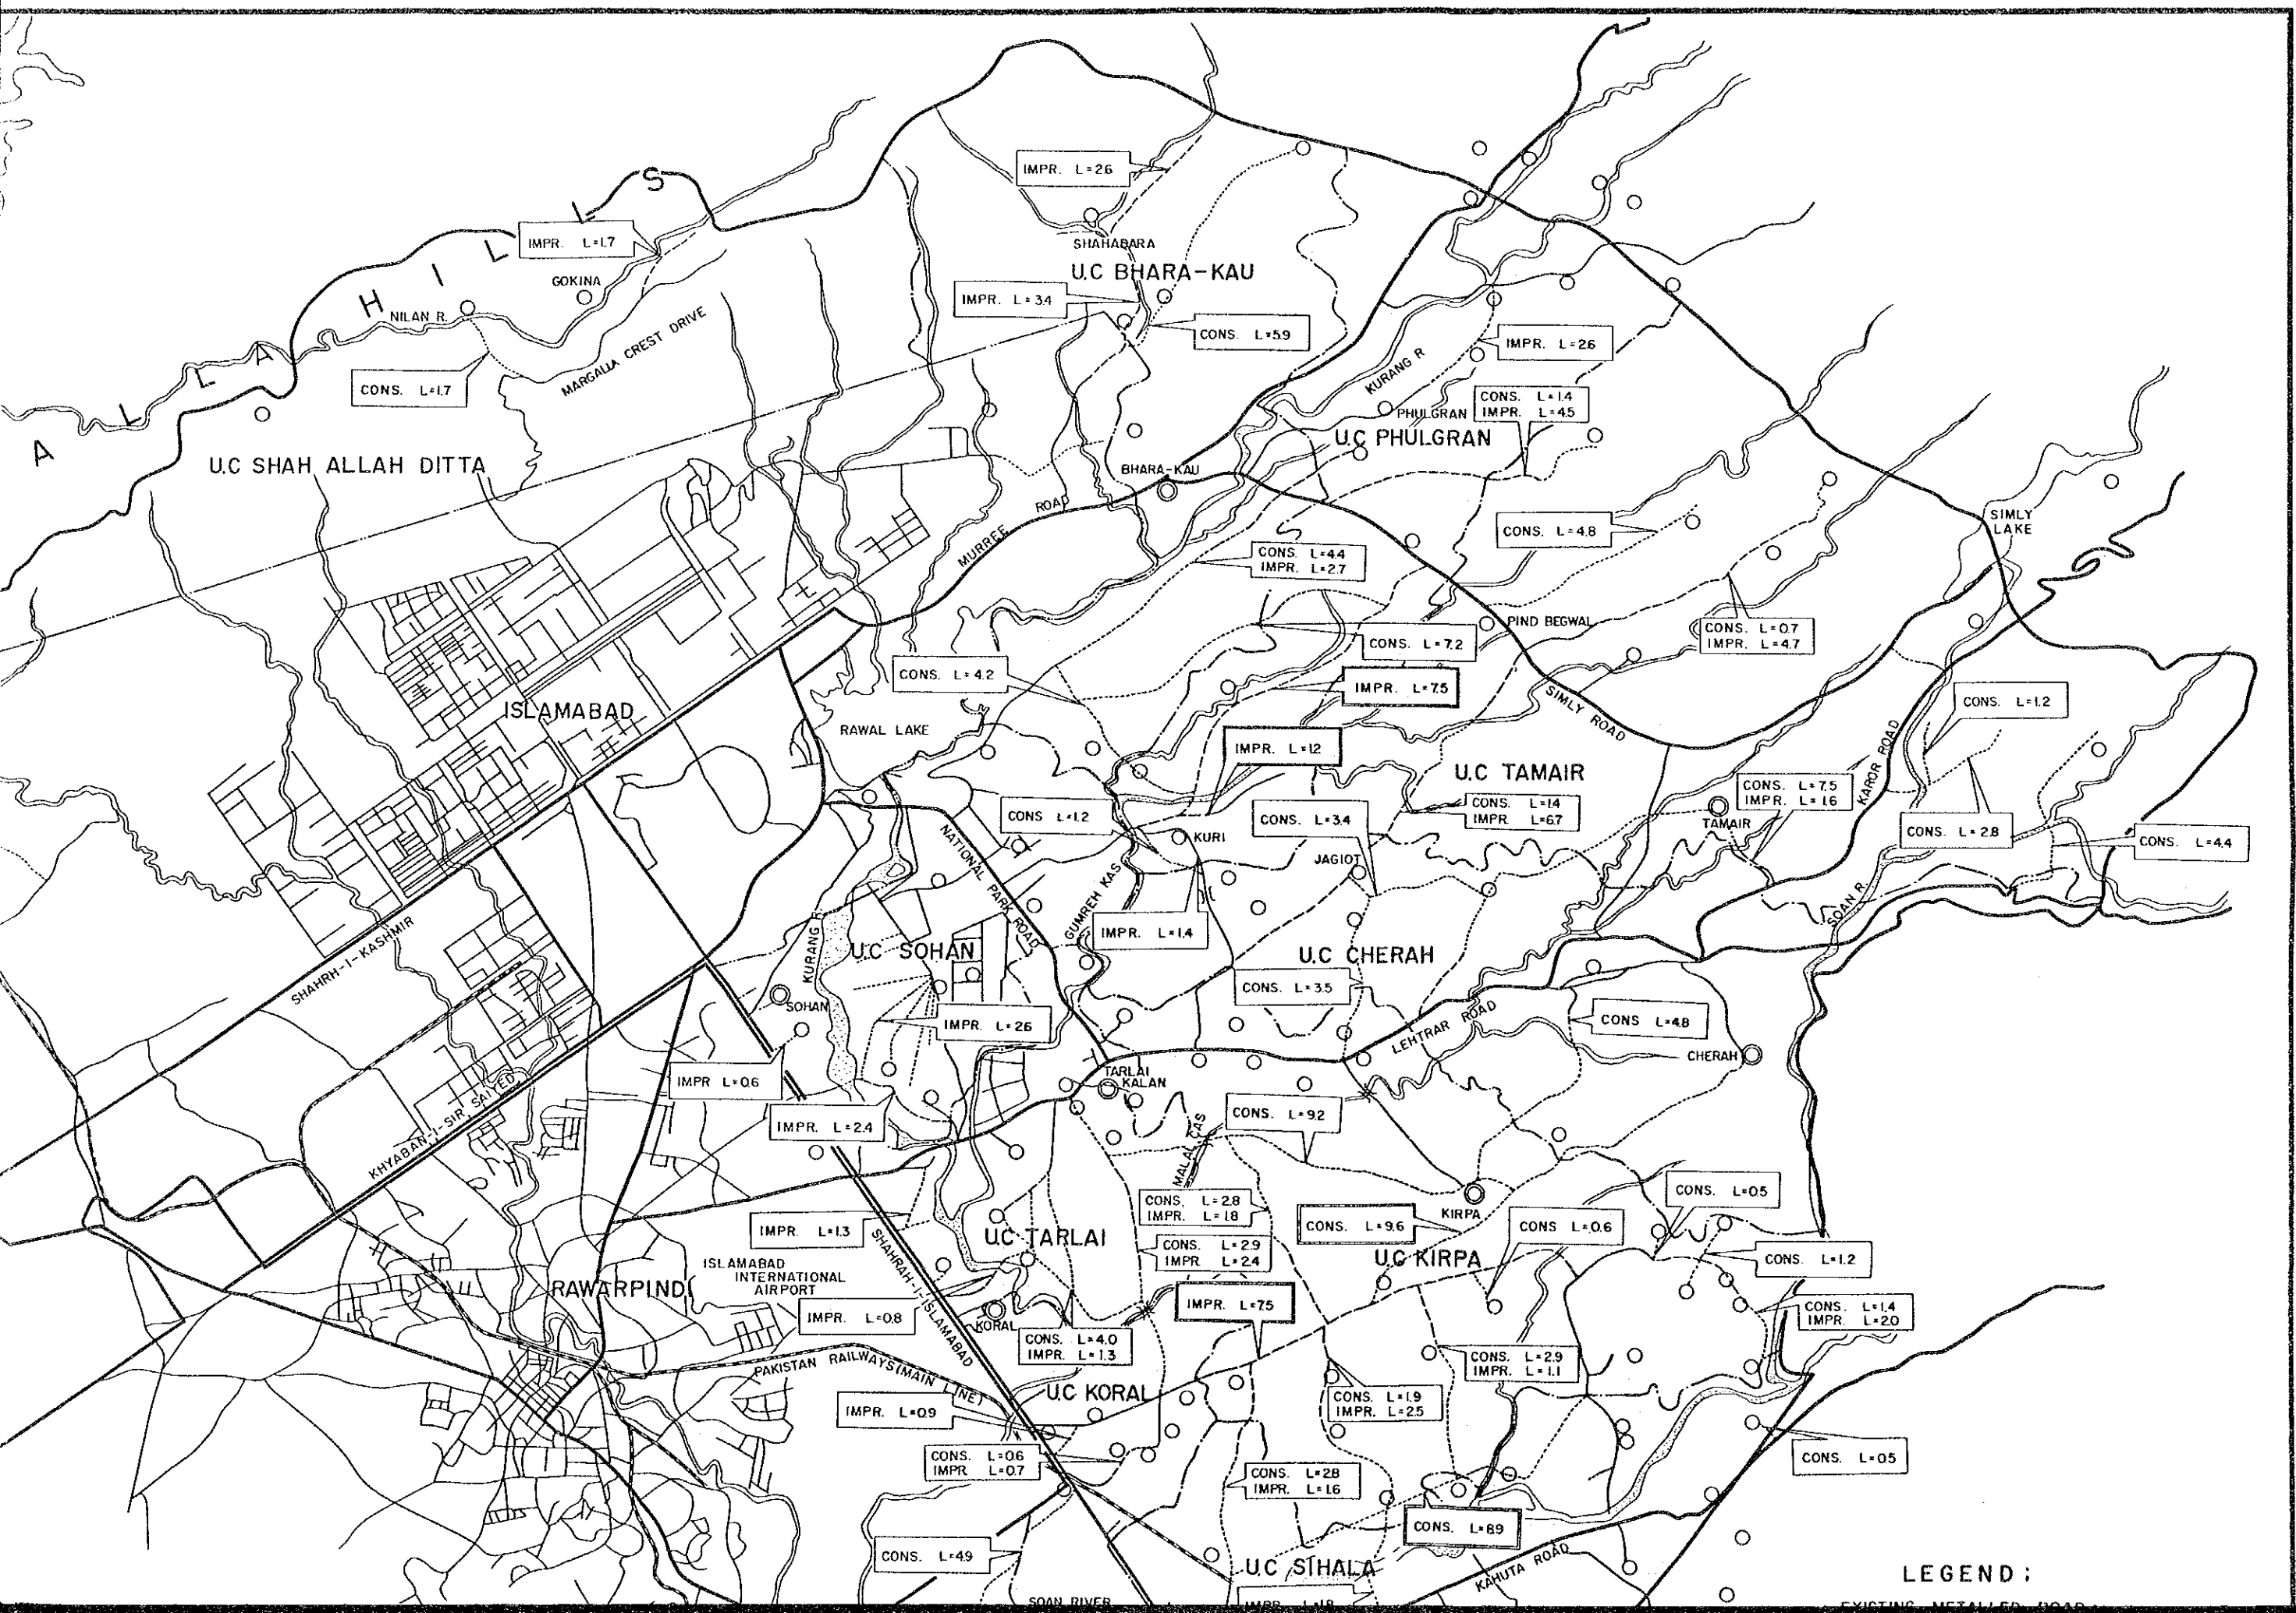 IMPR. L=2.6
S
L
IMPR. L=1.7
L
SHAHADARA
I
U.C BHARA-KAU
GOKINA
H
NILAN R.
IMPR. L=3.4
CONS. L=5.9
IMPR. L=2.6
MARGALLA CREST DRIVE
KURANG R
A
L
CONS. L=1.7
CONS. L=1.4
IMPR. L=4.5
L
PHULGRAN
U.C PHULGRAN
A
U.C SHAH ALLAH DITTA
BHARA-KAU
MURREE ROAD
SIMLY
LAKE
CONS. L=4.8
CONS. L=4.4
IMPR. L=2.7
PIND BEGWAL
CONS. L=0.7
IMPR. L=4.7
CONS. L=7.2
CONS. L=4.2
IMPR. L=7.5
CONS. L=1.2
ISLAMABAD
SIMLY ROAD
RAWAL LAKE
IMPR. L=12
KAROR ROAD
U.C TAMAIR
CONS. L=7.5
IMPR. L=1.6
CONS. L=1.4
IMPR. L=6.7
CONS L=1.2
CONS. L=3.4
TAMAIR
CONS. L=2.8
CONS. L=4.4
KURI
NATIONAL PARK ROAD
JAGIOT
GUMREH KAS
SOAN R.
IMPR. L=1.4
SHAHRH-I-KASHMIR
KURANG R
U.C SOHAN
U.C CHERAH
CONS. L=3.5
SOHAN
IMPR. L=26
LEHTRAR ROAD
CONS L=4.8
CHERAH
IMPR L=0.6
TARLAI
KALAN
KHYABAN-I-SIR SAIYED
IMPR. L=2.4
CONS. L=9.2
MALAL CAS
CONS. L=2.8
IMPR. L=1.8
CONS. L=0.5
KIRPA
IMPR. L=1.3
CONS. L=9.6
CONS L=0.6
U.C TARLAI
CONS. L=2.9
IMPR. L=2.4
U.C KIRPA
CONS. L=1.2
SHAHRAH-I-ISLAMABAD
ISLAMABAD
INTERNATIONAL
AIRPORT
RAWARPINDI
IMPR. L=7.5
IMPR. L=0.8
KORAL
CONS. L=1.4
IMPR. L=2.0
CONS. L=4.0
IMPR. L=1.3
PAKISTAN RAILWAYS(MAIN LINE)
CONS. L=2.9
IMPR. L=1.1
U.C KORAL
CONS. L=1.9
IMPR. L=2.5
IMPR. L=0.9
CONS. L=0.6
IMPR L=0.7
CONS. L=0.5
CONS. L=2.8
IMPR. L=1.6
CONS. L=8.9
CONS. L=4.9
U.C SIHALA
KAHUTA ROAD
LEGEND;
SOAN RIVER
IMPR. L=1.8
EXISTING METALLED ROAD